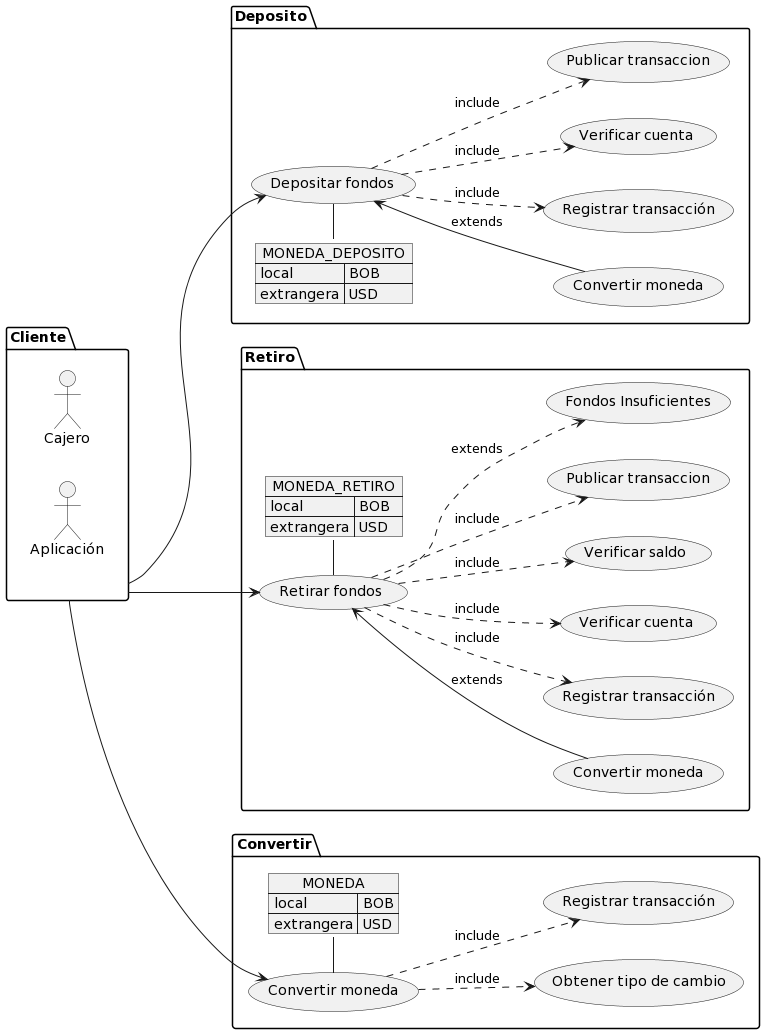 Deposito
Publicar transaccion
include
Verificar cuenta
include
Depositar fondos
include
Registrar transacción
extends
MONEDA_DEPOSITO
local BOB
extrangera USD
Convertir moneda
Cliente
Cajero
Aplicación
Retiro
Fondos Insuficientes
extends
Publicar transaccion
MONEDA_RETIRO
local BOB
extrangera USD
include
Verificar saldo
include
Retirar fondos
include
Verificar cuenta
include
extends
Registrar transacción
Convertir moneda
Convertir
MONEDA
local BOB
extrangera USD
Registrar transacción
include
include
Convertir moneda
Obtener tipo de cambio